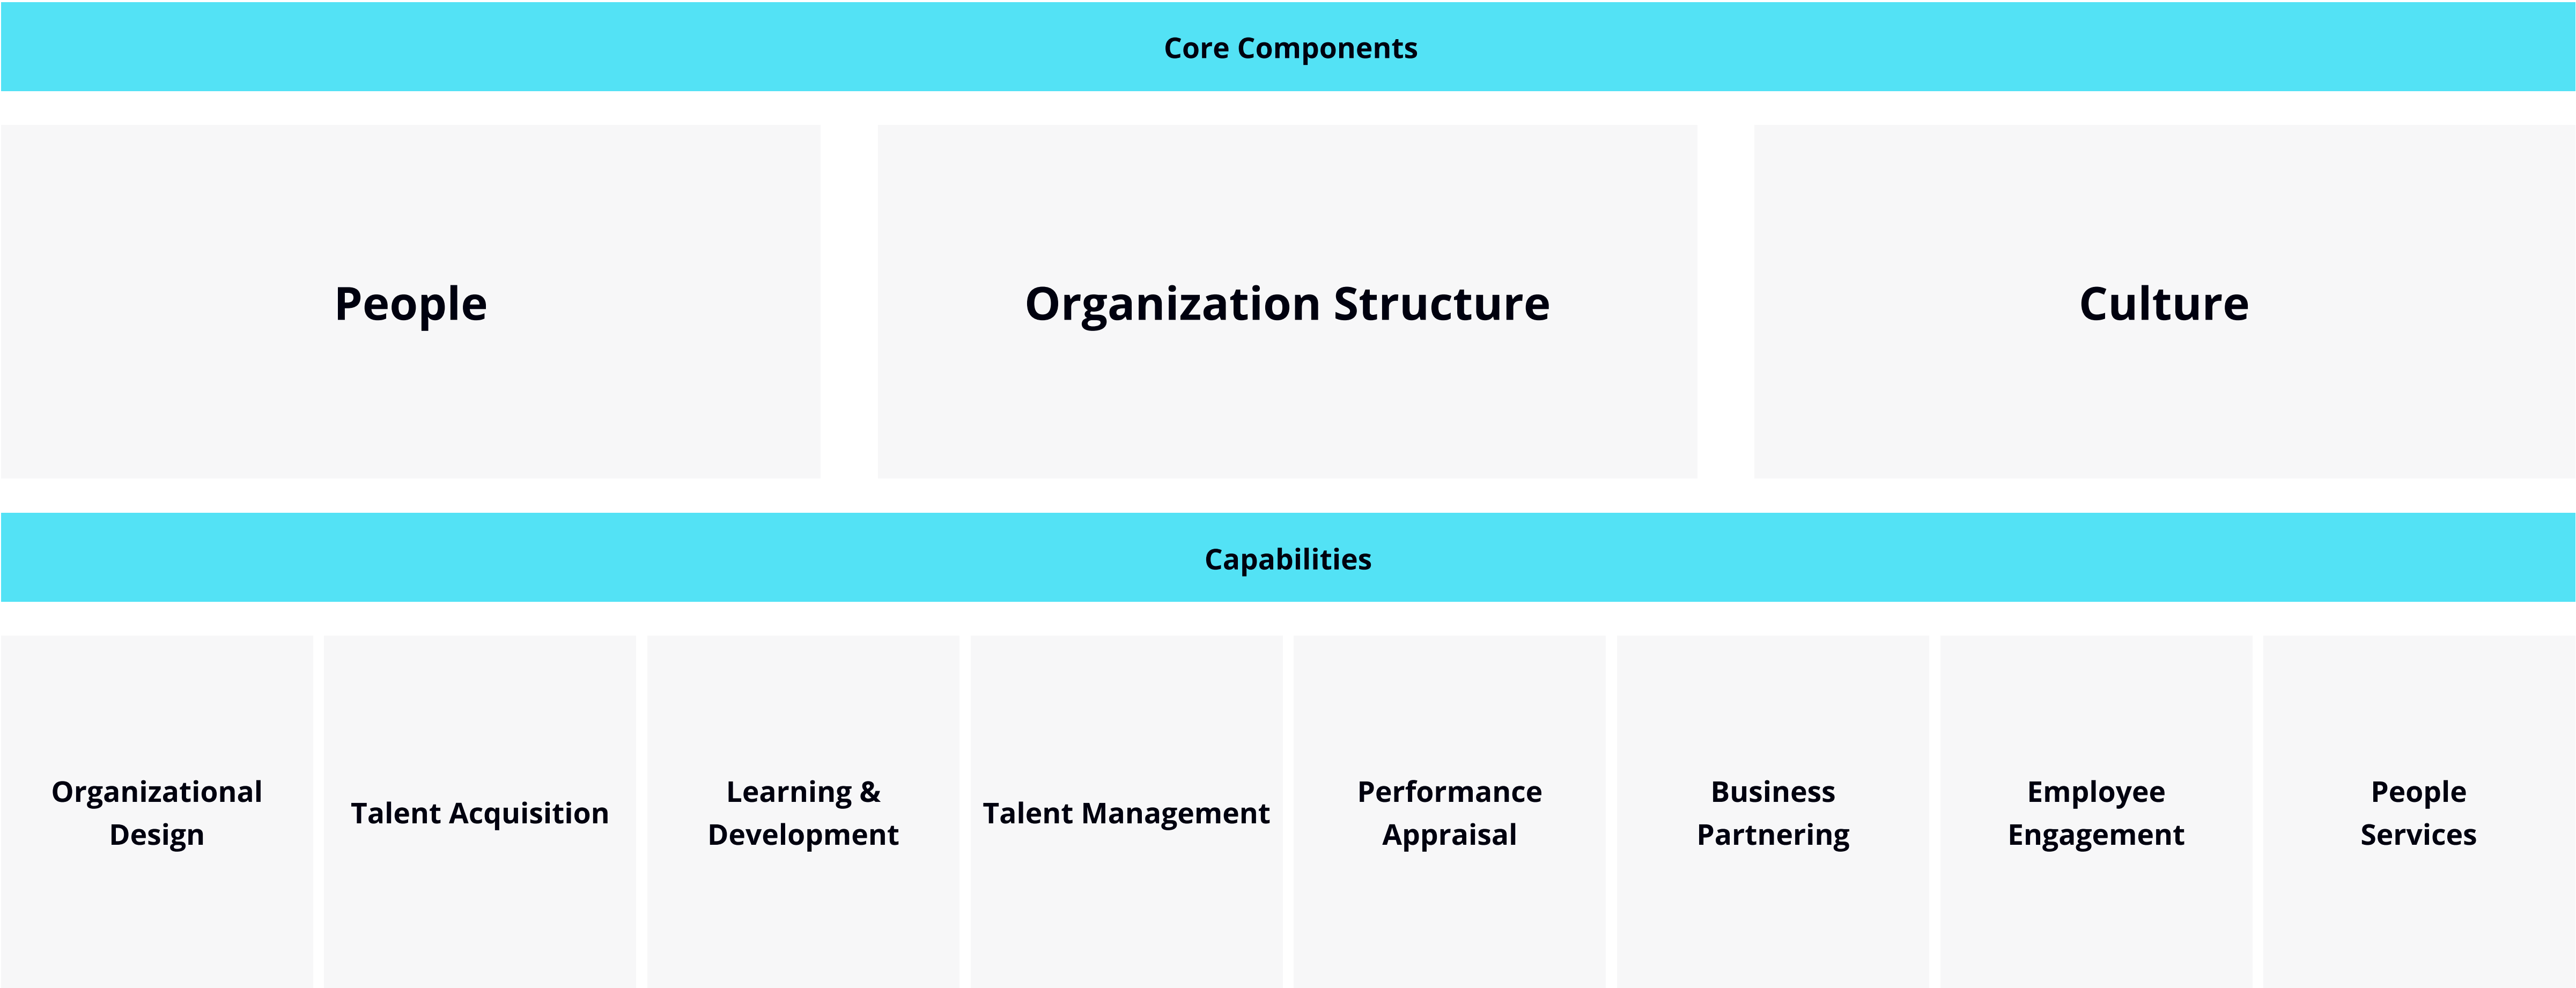 Core Components
People
Organization Structure
Culture
Capabilities
Organizational
Design
Talent Acquisition
Learning &
Development
Talent Management
Performance
Appraisal
Business
Partnering
Employee
Engagement
People
Services